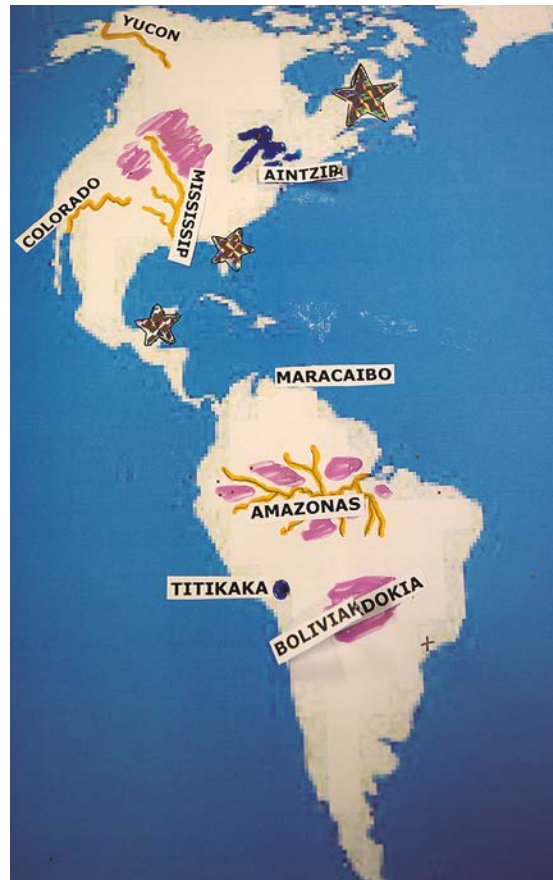 YUCON
AINTZIRA
COLORADO
MISSISSIP
MARACAIBO
AMAZONAS
TITIKAKA
BOLIVIAKO DOKIA